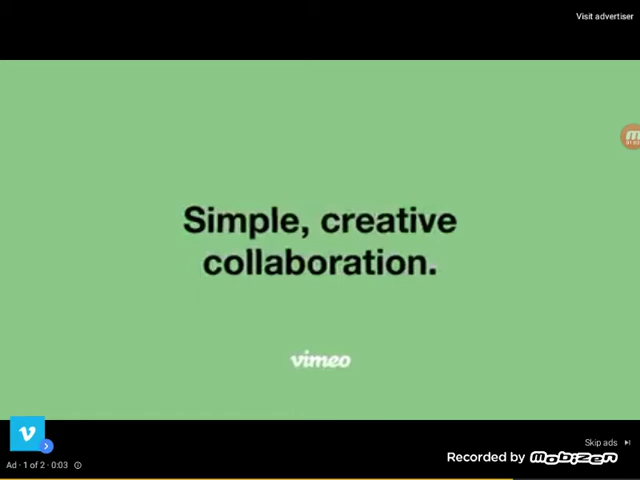 Visit advertiser
Simple, creative
collaboration.
vimeo
Skip ads
Recorded by Mobizen
Ad · 1 of 2 · 0:03